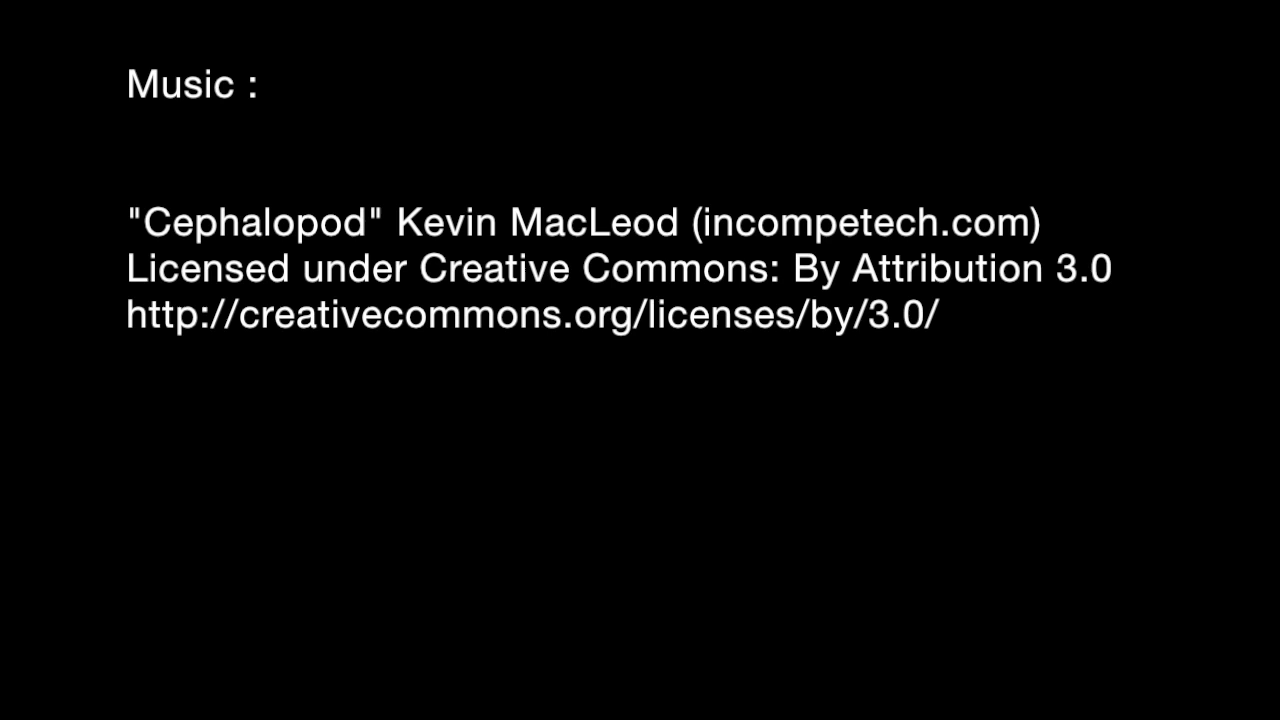 Music :
"Cephalopod" Kevin MacLeod (incompetech.com)
Licensed under Creative Commons: By Attribution 3.0
http://creativecommons.org/licenses/by/3.0/